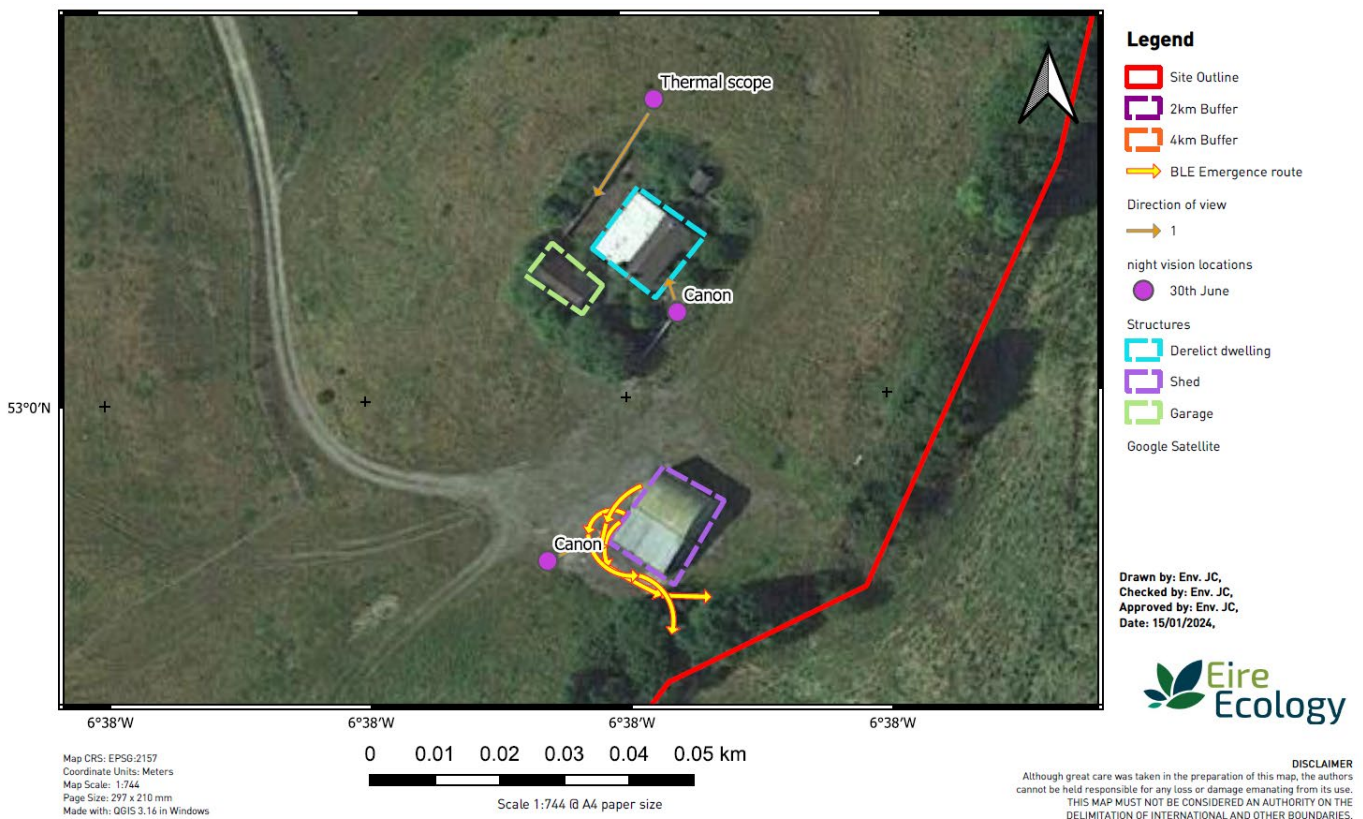 Thermal scope
Canon
Canon
53°0'N
6°38'W
6°38'W
6°38'W
6°38'W
Legend
Site Outline
2km Buffer
4km Buffer
BLE Emergence route
Direction of view
1
night vision locations
30th June
Structures
Derelict dwelling
Shed
Garage
Google Satellite
Drawn by: Env. JC,
Checked by: Env. JC,
Approved by: Env. JC,
Date: 15/01/2024,
Eire
Ecology
Map CRS: EPSG:2157
Coordinate Units: Meters
Map Scale: 1:744
Page Size: 297 x 210 mm
Made with: QGIS 3.16 in Windows
0 0.01 0.02 0.03 0.04 0.05 km
Scale 1:744 @ A4 paper size
DISCLAIMER
Although great care was taken in the preparation of this map, the authors
cannot be held responsible for any loss or damage emanating from its use.
THIS MAP MUST NOT BE CONSIDERED AN AUTHORITY ON THE
DELIMITATION OF INTERNATIONAL AND OTHER BOUNDARIES.